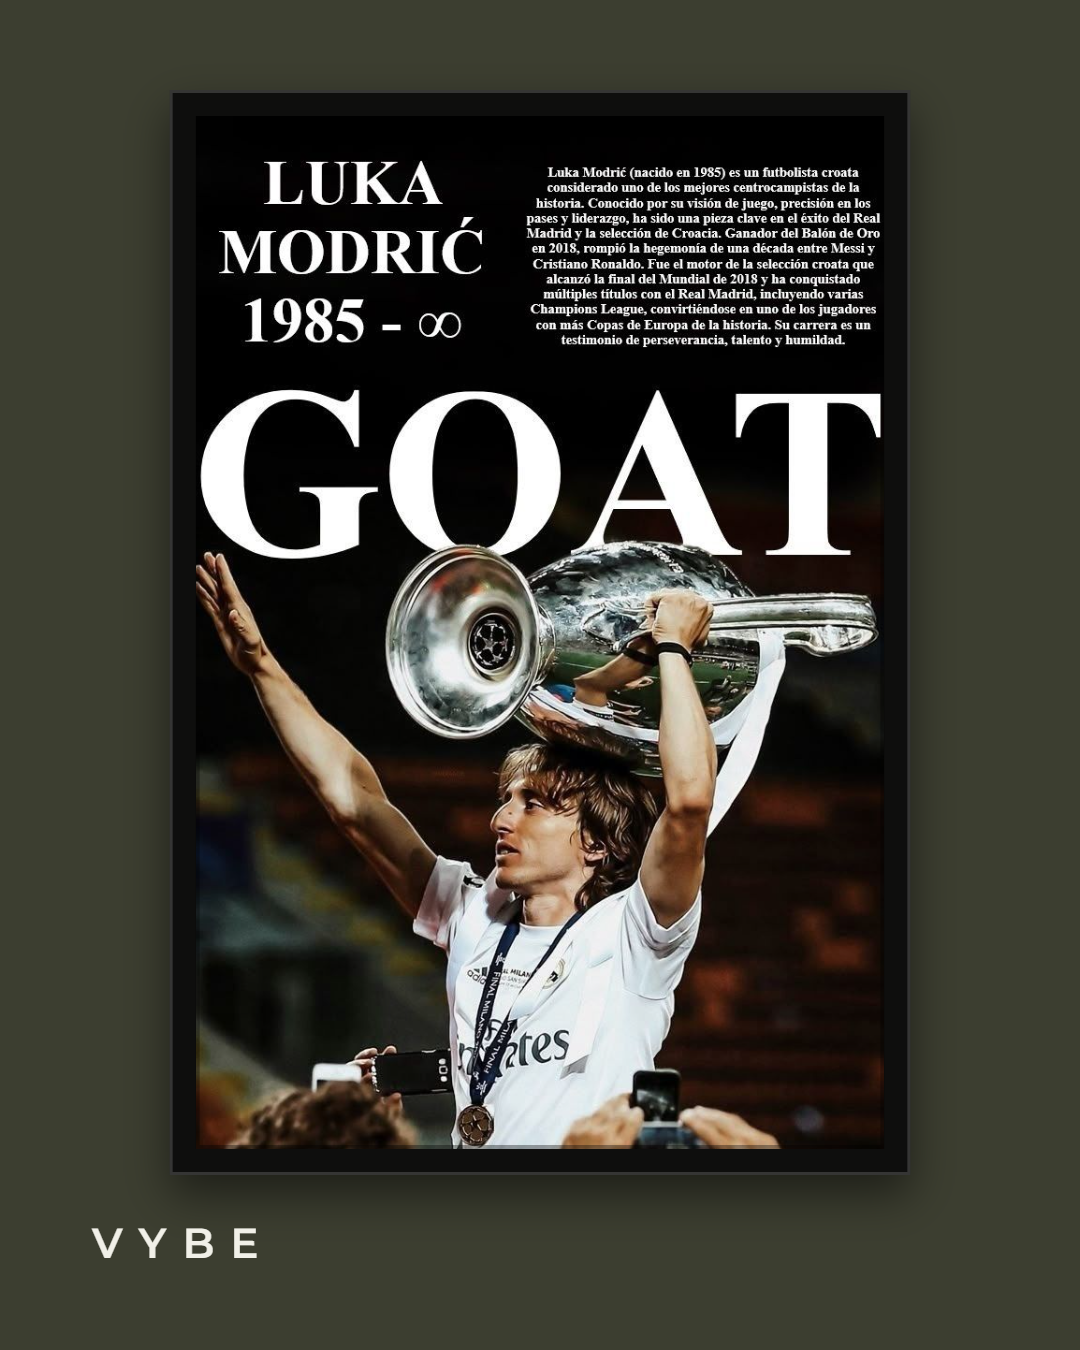 LUKA
MODRIĆ
1985 - ∞
Luka Modrić (nacido en 1985) es un futbolista croata
considerado uno de los mejores centrocampistas de la
historia. Conocido por su visión de juego, precisión en los
pases y liderazgo, ha sido una pieza clave en el éxito del Real
Madrid y la selección de Croacia. Ganador del Balón de Oro
en 2018, rompió la hegemonía de una década entre Messi y
Cristiano Ronaldo. Fue el motor de la selección croata que
alcanzó la final del Mundial de 2018 y ha conquistado
múltiples títulos con el Real Madrid, incluyendo varias
Champions League, convirtiéndose en uno de los jugadores
con más Copas de Europa de la historia. Su carrera es un
testimonio de perseverancia, talento y humildad.
GOAT
FINAL MILANO
FINAL MIL
VYBE